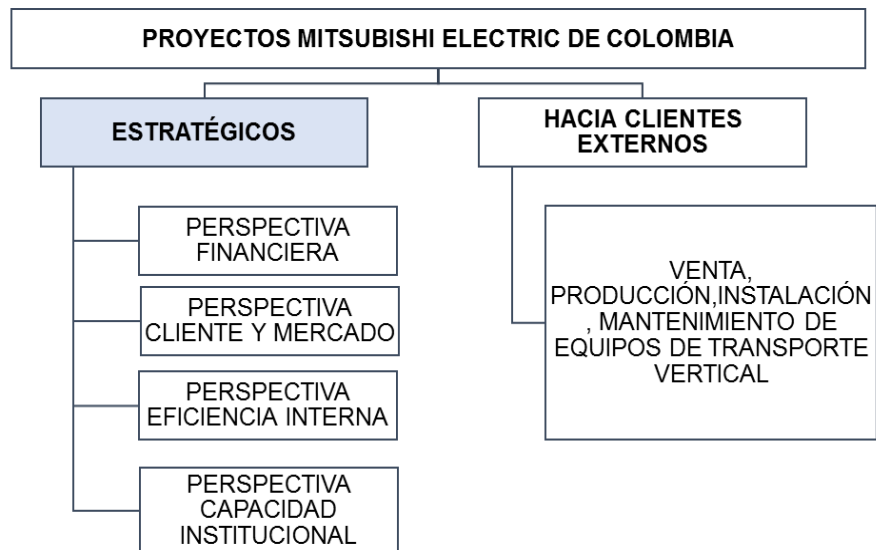 PROYECTOS MITSUBISHI ELECTRIC DE COLOMBIA
ESTRATÉGICOS
PERSPECTIVA
FINANCIERA
PERSPECTIVA
CLIENTE Y MERCADO
PERSPECTIVA
EFICIENCIA INTERNA
PERSPECTIVA
CAPACIDAD
INSTITUCIONAL
HACIA CLIENTES
EXTERNOS
VENTA,
PRODUCCIÓN,INSTALACIÓN
, MANTENIMIENTO DE
EQUIPOS DE TRANSPORTE
VERTICAL